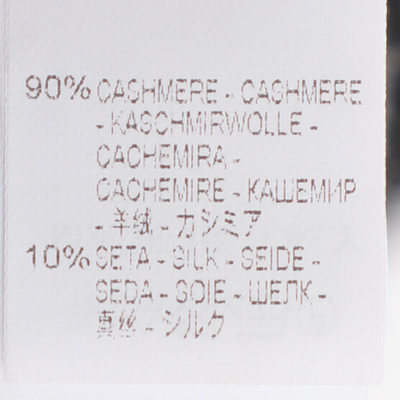 90% CASHMERE - CASHMERE
- KASCHMIRWOLLE -
CACHEMIRA -
CACHEMIRE - КАШЕМИР
- 羊绒 - カシミア
10% SETA - SILK - SEIDE -
SEDA - SOIE - ШЕЛК -
真丝 - シルク